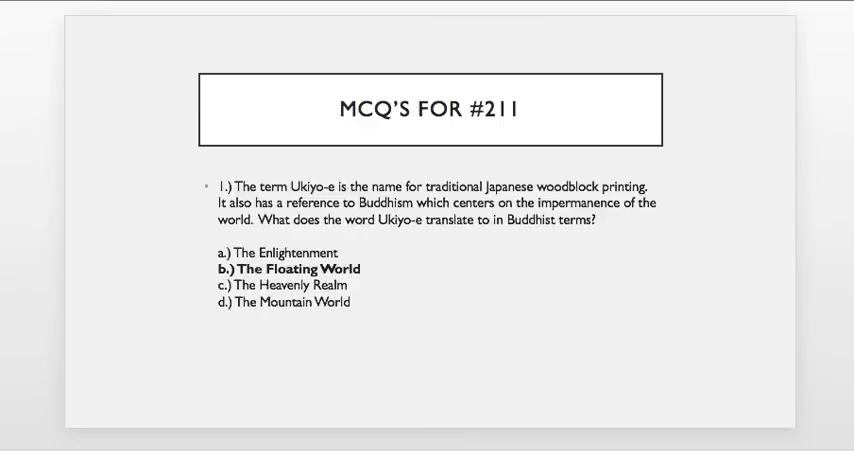 MCQ'S FOR #211
• 1.) The term Ukiyo-e is the name for traditional Japanese woodblock printing.
It also has a reference to Buddhism which centers on the impermanence of the
world. What does the word Ukiyo-e translate to in Buddhist terms?
a.) The Enlightenment
b.) The Floating World
c.) The Heavenly Realm
d.) The Mountain World